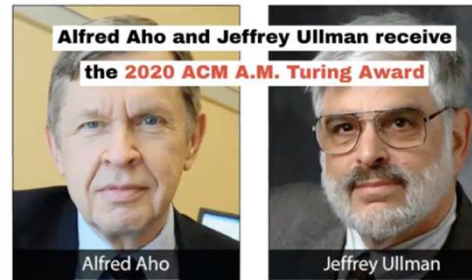 Alfred Aho and Jeffrey Ullman receive
the 2020 ACM A.M. Turing Award
Alfred Aho
Jeffrey Ullman